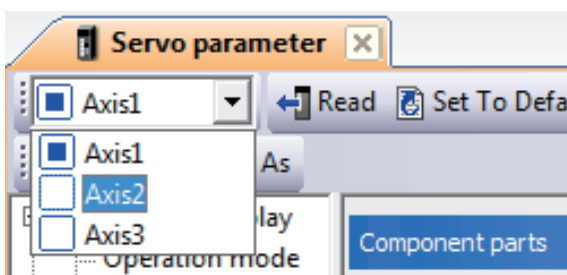 Servo parameter
Axis1 Read Set To Defa
Axis1 As
Axis2 lay
Axis3 Component parts
Operation mode